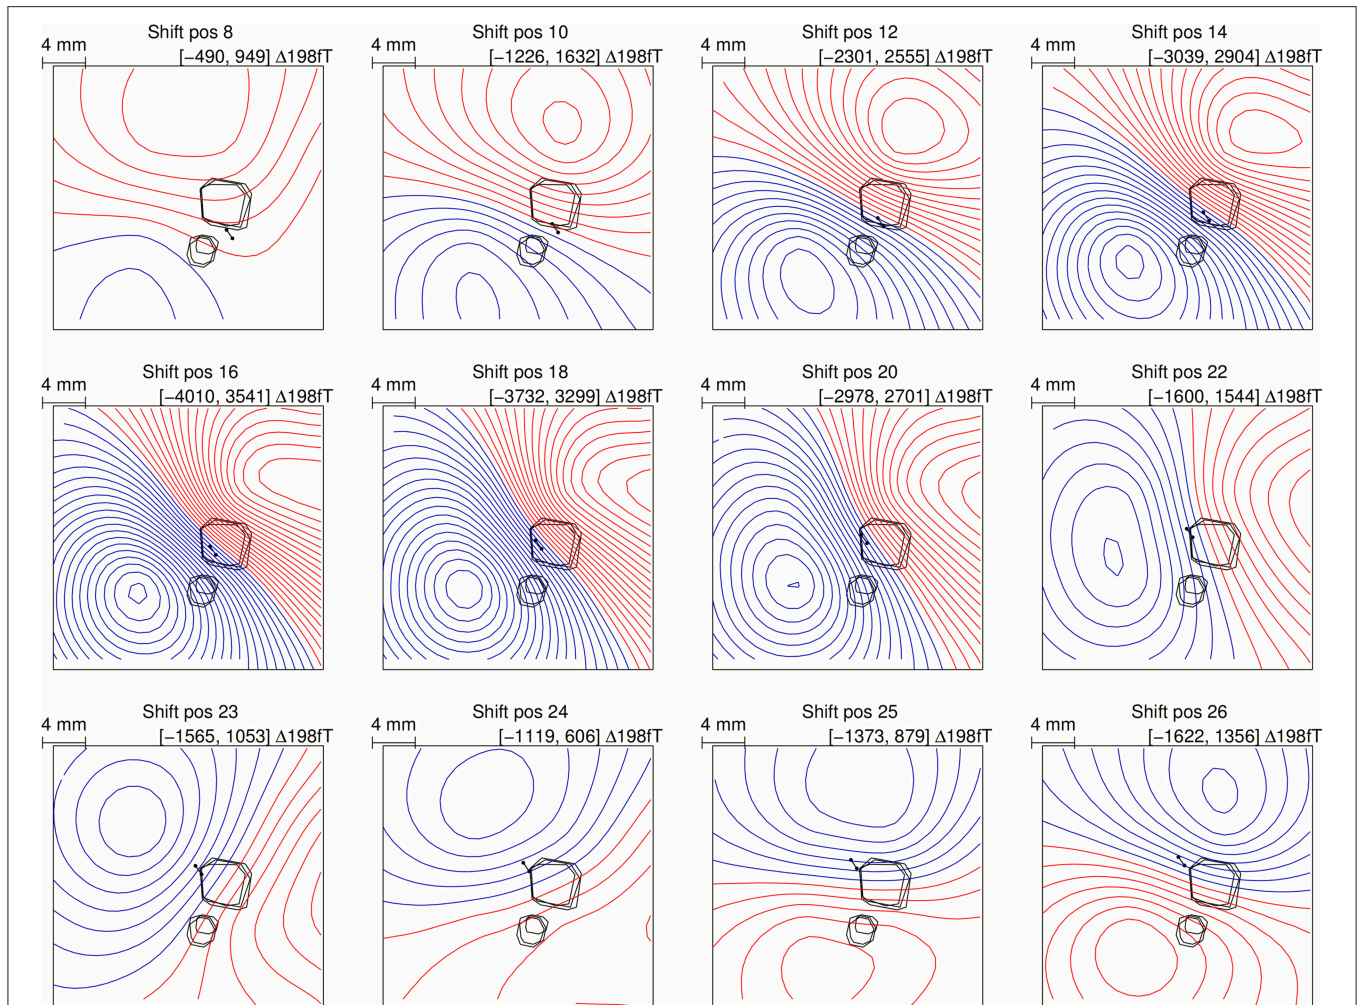 Shift pos 8
4 mm
[−490, 949] Δ198fT
Shift pos 10
4 mm
[−1226, 1632] Δ198fT
Shift pos 12
4 mm
[−2301, 2555] Δ198fT
Shift pos 14
4 mm
[−3039, 2904] Δ198fT
Shift pos 16
4 mm
[−4010, 3541] Δ198fT
Shift pos 18
4 mm
[−3732, 3299] Δ198fT
Shift pos 20
4 mm
[−2978, 2701] Δ198fT
Shift pos 22
4 mm
[−1600, 1544] Δ198fT
Shift pos 23
4 mm
[−1565, 1053] Δ198fT
Shift pos 24
4 mm
[−1119, 606] Δ198fT
Shift pos 25
4 mm
[−1373, 879] Δ198fT
Shift pos 26
4 mm
[−1622, 1356] Δ198fT